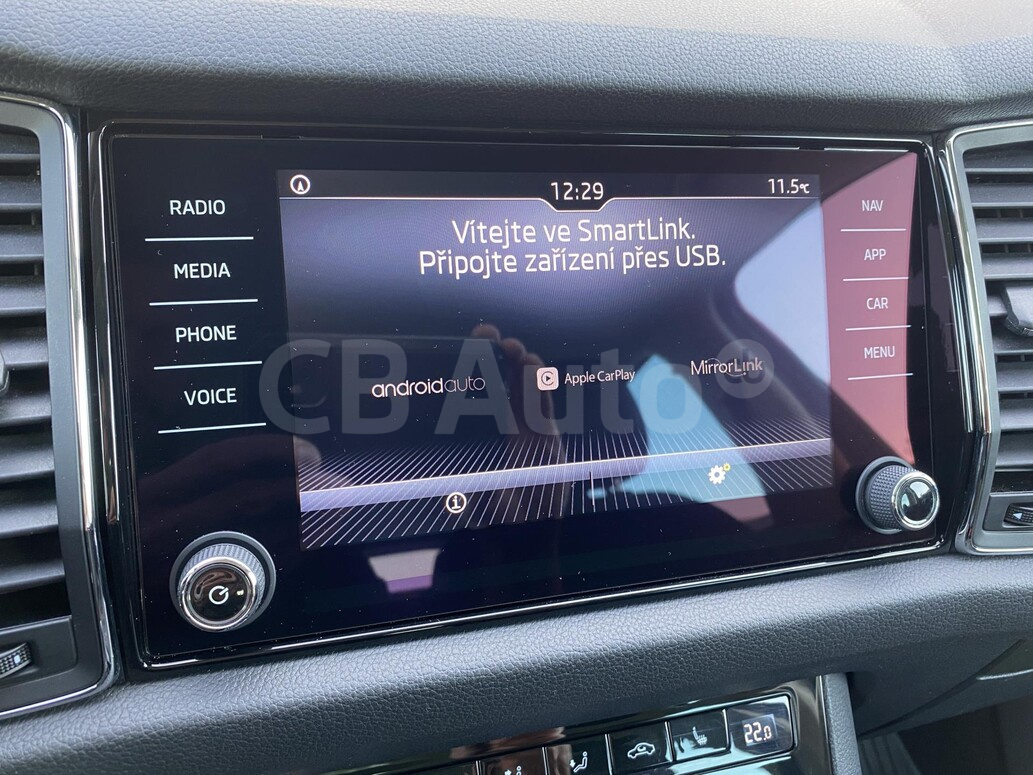 12:29
11.5°C
Vítejte ve SmartLink.
Připojte zařízení přes USB.
RADIO
MEDIA
PHONE
VOICE
NAV
APP
CAR
MENU
androidauto
Apple CarPlay
MirrorLink
CB Auto
22.0